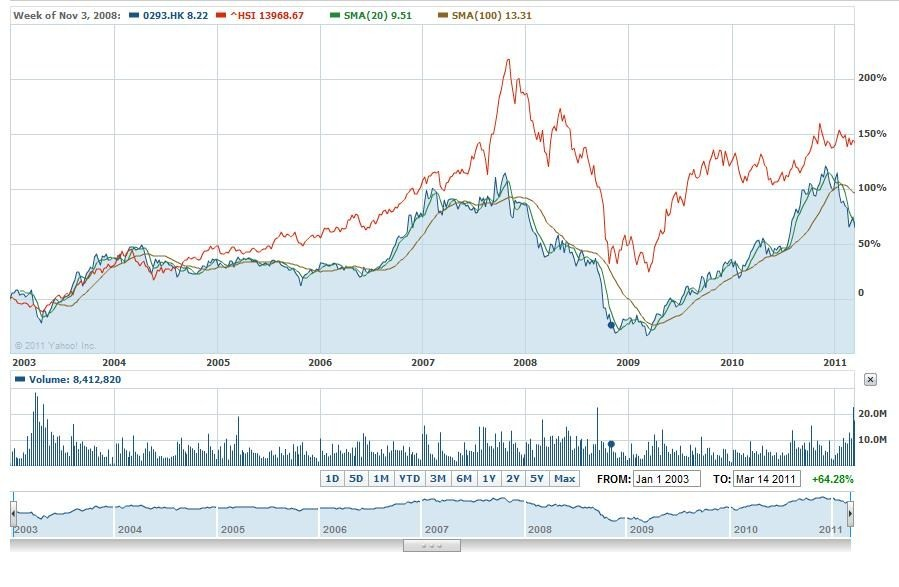 Week of Nov 3, 2008: 0293.HK 8.22 ^HSI 13968.67 SMA(20) 9.51 SMA(100) 13.31
200%
150%
100%
50%
0
© 2011 Yahoo! Inc.
2003 2004 2005 2006 2007 2008 2009 2010 2011
Volume: 8,412,820
20.0M
10.0M
1D 5D 1M YTD 3M 6M 1Y 2Y 5Y Max FROM: Jan 1 2003 TO: Mar 14 2011 +64.28%
2003 2004 2005 2006 2007 2008 2009 2010 2011